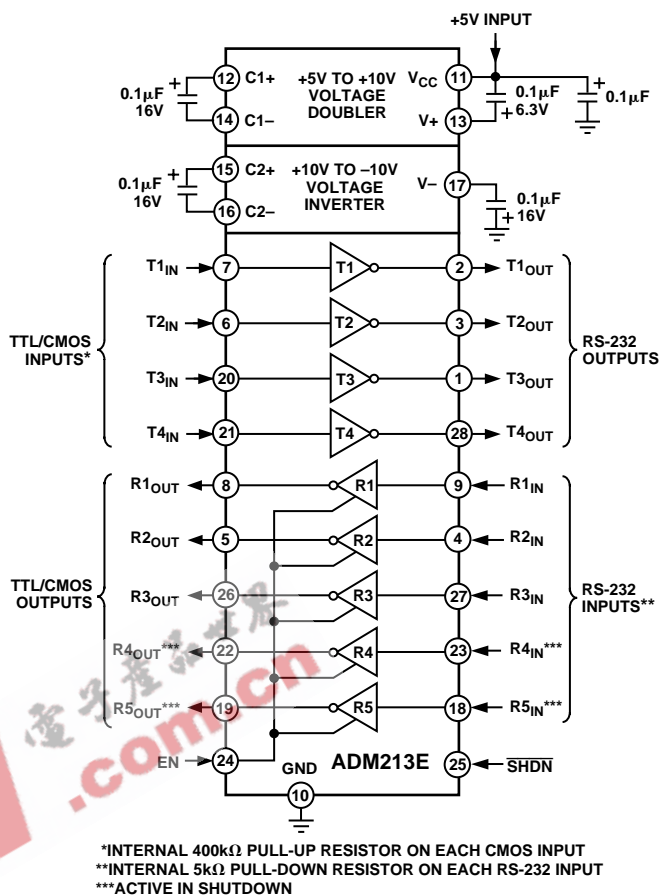 +5V INPUT
0.1µF
16V
+
12 C1+
14 C1–
+5V TO +10V
VOLTAGE
DOUBLER
VCC 11
V+ 13
+
0.1µF
6.3V
+
0.1µF
0.1µF
16V
+
15 C2+
16 C2–
+10V TO –10V
VOLTAGE
INVERTER
V– 17
0.1µF
16V
+
TTL/CMOS
INPUTS*
T1IN 7 T1 2 T1OUT
T2IN 6 T2 3 T2OUT
T3IN 20 T3 1 T3OUT
T4IN 21 T4 28 T4OUT
RS-232
OUTPUTS
TTL/CMOS
OUTPUTS
R1OUT 8 R1 9 R1IN
R2OUT 5 R2 4 R2IN
R3OUT 26 R3 27 R3IN
R4OUT*** 22 R4 23 R4IN***
R5OUT*** 19 R5 18 R5IN***
RS-232
INPUTS**
EN 24 ADM213E 25 SHDN
GND
10
電子產品世界
.com.cn
*INTERNAL 400kΩ PULL-UP RESISTOR ON EACH CMOS INPUT
**INTERNAL 5kΩ PULL-DOWN RESISTOR ON EACH RS-232 INPUT
***ACTIVE IN SHUTDOWN